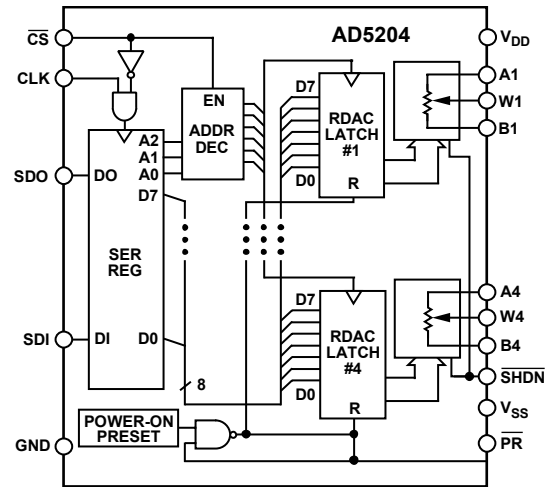 AD5204
CS
CLK
SDO
SDI
GND
EN
ADDR
DEC
A2
A1
A0
D7
DO
SER
REG
DI
D0
8
POWER-ON
PRESET
D7
RDAC
LATCH
#1
D0
R
D7
RDAC
LATCH
#4
D0
R
VDD
A1
W1
B1
A4
W4
B4
SHDN
VSS
PR